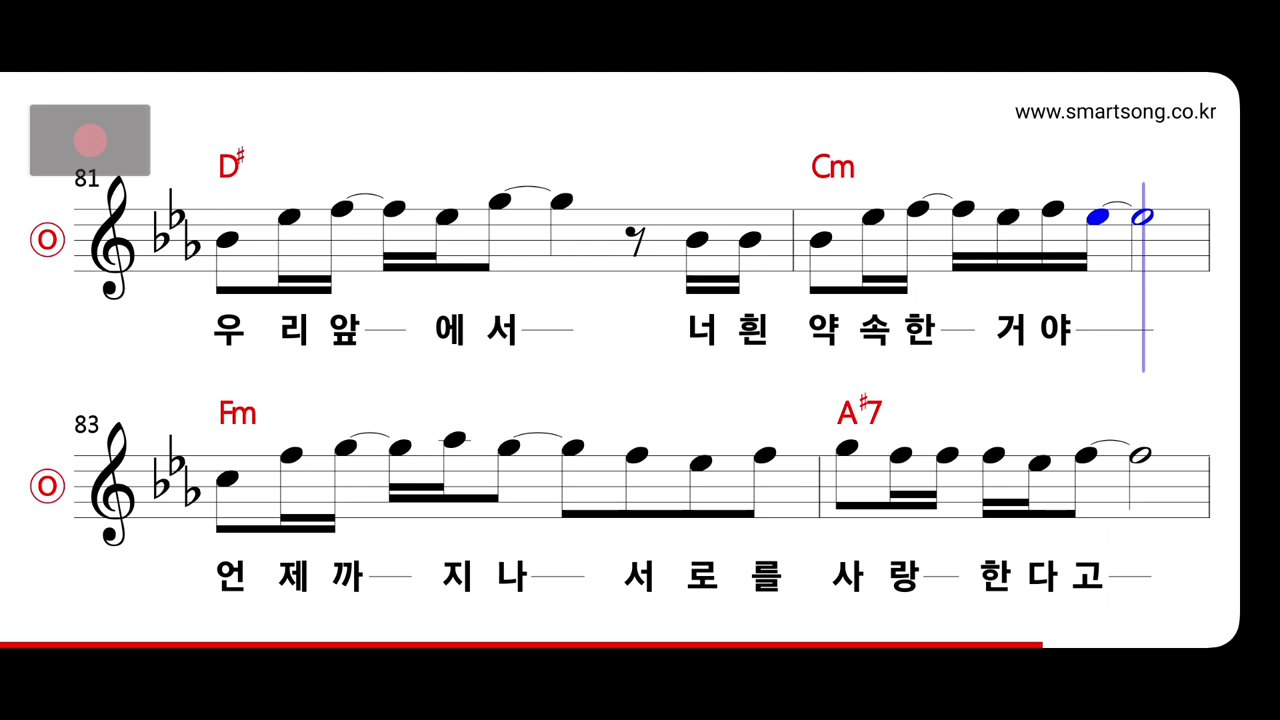 www.smartsong.co.kr
D♯ Cm
81
O
우 리 앞 에 서 너 흰 약 속 한 거 야
Fm A♯7
83
O
언 제 까 지 나 서 로 를 사 랑 한 다 고